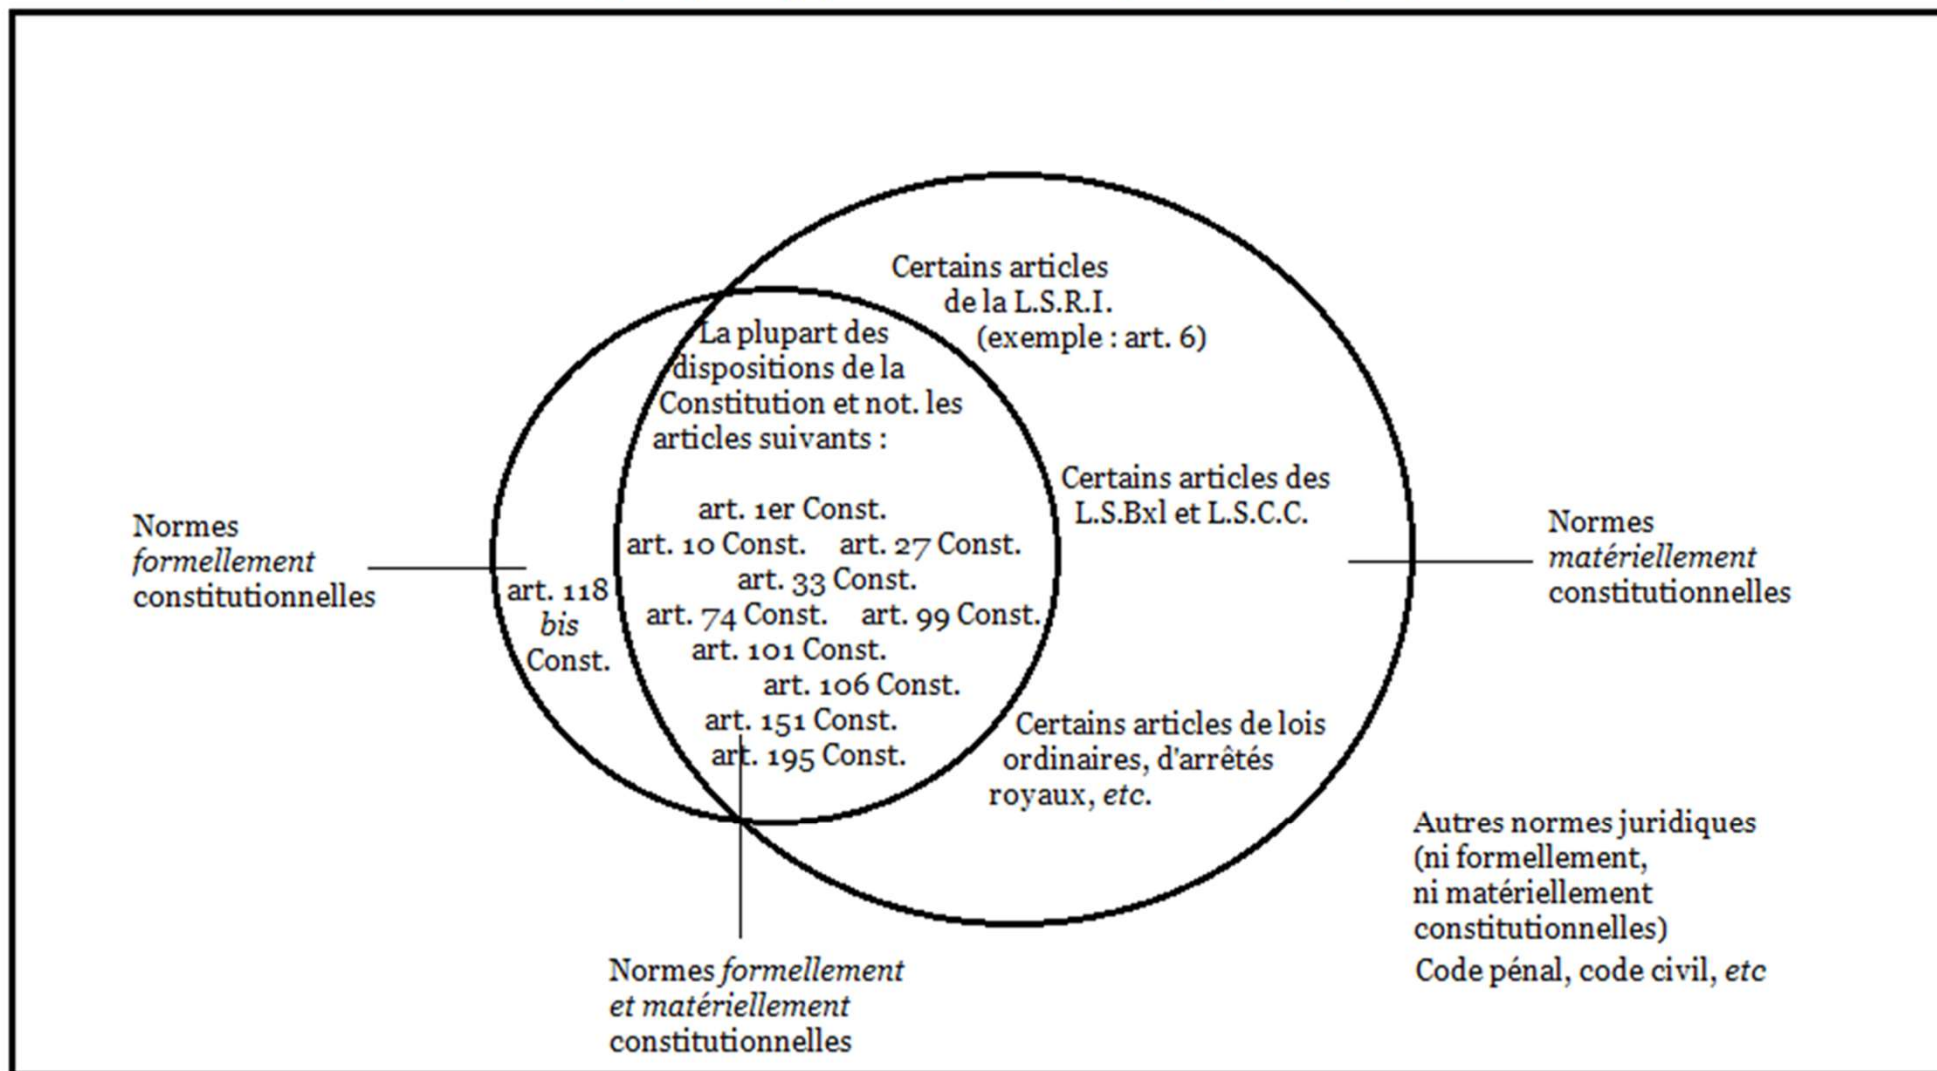 Certains articles
de la L.S.R.I.
(exemple : art. 6)
La plupart des
dispositions de la
Constitution et not. les
articles suivants :
art. 1er Const.
art. 10 Const. art. 27 Const.
art. 33 Const.
art. 74 Const. art. 99 Const.
art. 101 Const.
art. 106 Const.
art. 151 Const.
art. 195 Const.
Certains articles des
L.S.Bxl et L.S.C.C.
Normes
formellement
constitutionnelles
art. 118
bis
Const.
Normes
matériellement
constitutionnelles
Certains articles de lois
ordinaires, d'arrêtés
royaux, etc.
Autres normes juridiques
(ni formellement,
ni matériellement
constitutionnelles)
Code pénal, code civil, etc
Normes formellement
et matériellement
constitutionnelles